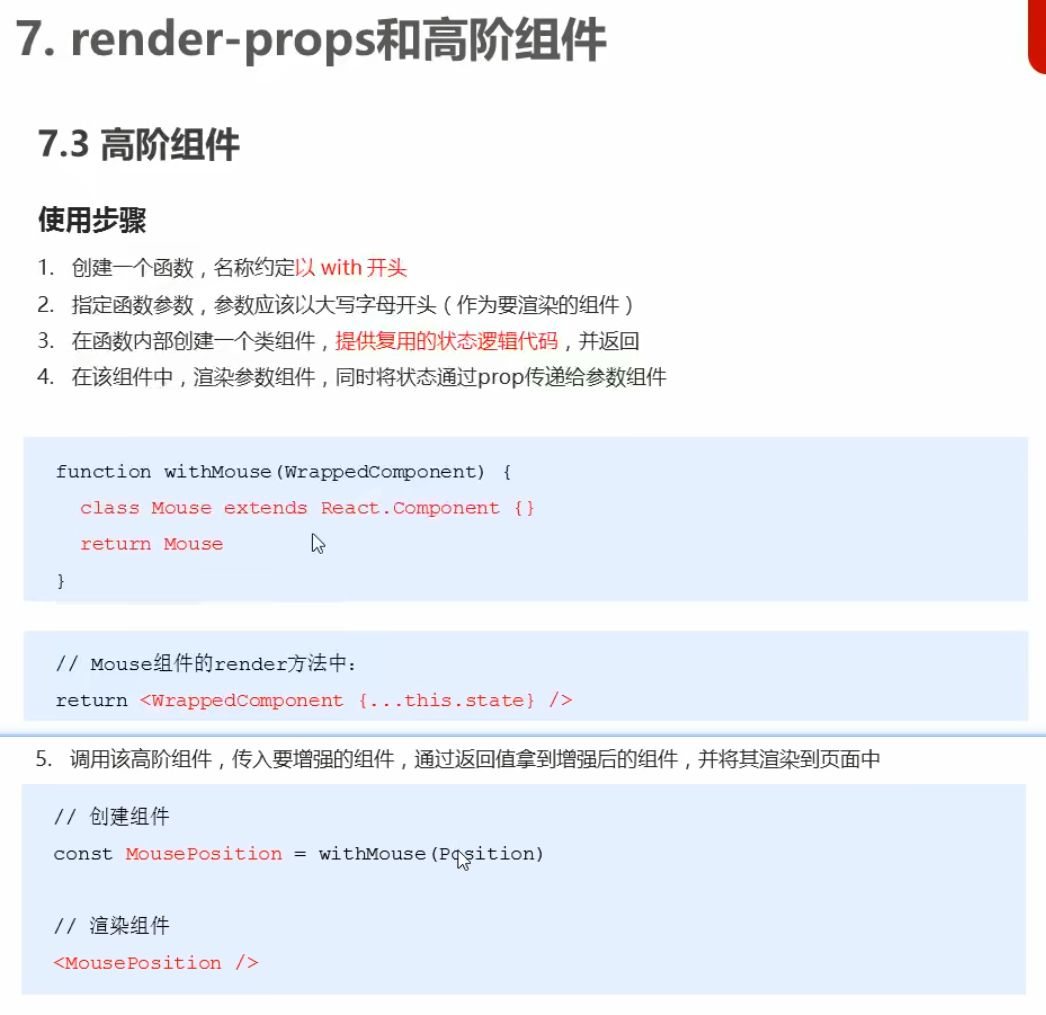 7. render-props和高阶组件
7.3 高阶组件
使用步骤
1. 创建一个函数，名称约定以 with 开头
2. 指定函数参数，参数应该以大写字母开头（作为要渲染的组件）
3. 在函数内部创建一个类组件，提供复用的状态逻辑代码，并返回
4. 在该组件中，渲染参数组件，同时将状态通过prop传递给参数组件
function withMouse(WrappedComponent) {
class Mouse extends React.Component {}
return Mouse
}
// Mouse组件的render方法中:
return <WrappedComponent {...this.state} />
5. 调用该高阶组件，传入要增强的组件，通过返回值拿到增强后的组件，并将其渲染到页面中
// 创建组件
const MousePosition = withMouse(Position)
// 渲染组件
<MousePosition />